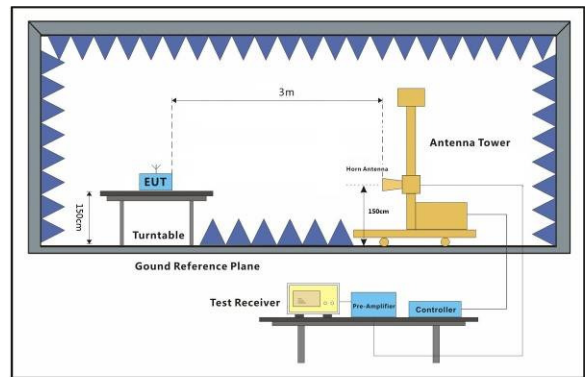 3m
Antenna Tower
Horn Antenna
EUT
150cm
150cm
Turntable
Gound Reference Plane
Test Receiver
Pre-Amplifier
Controller